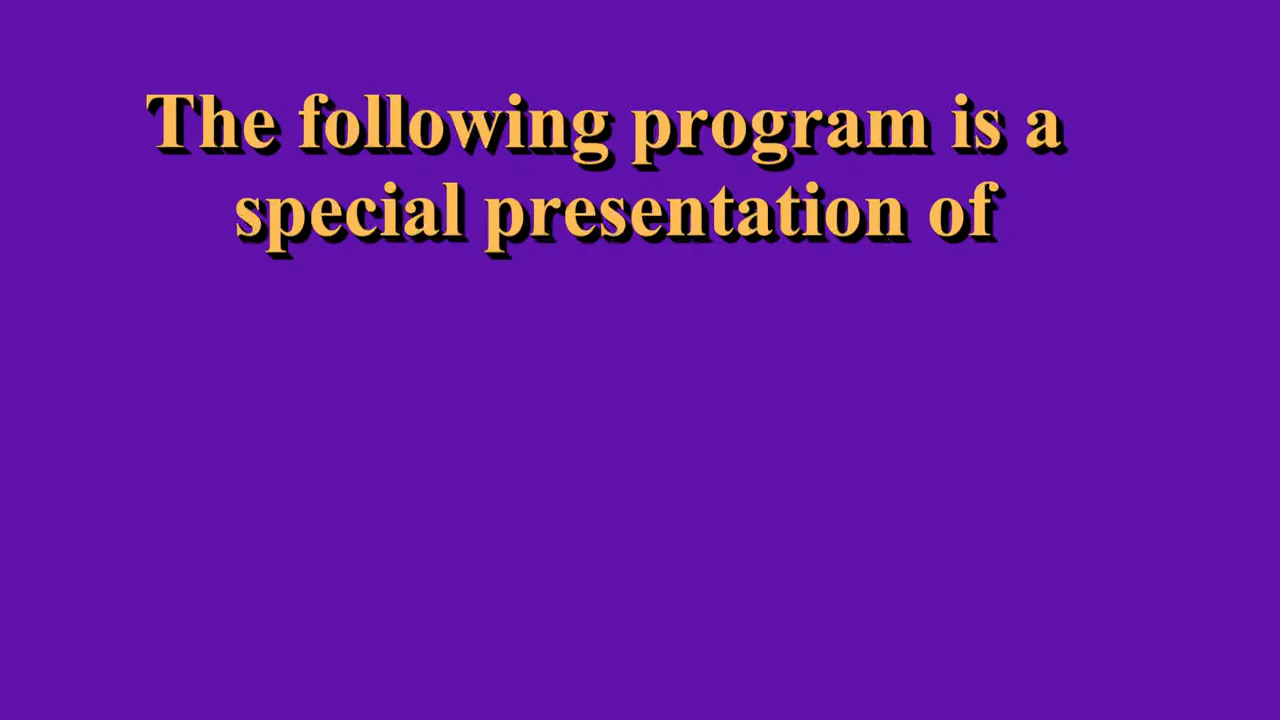 The following program is a
special presentation of